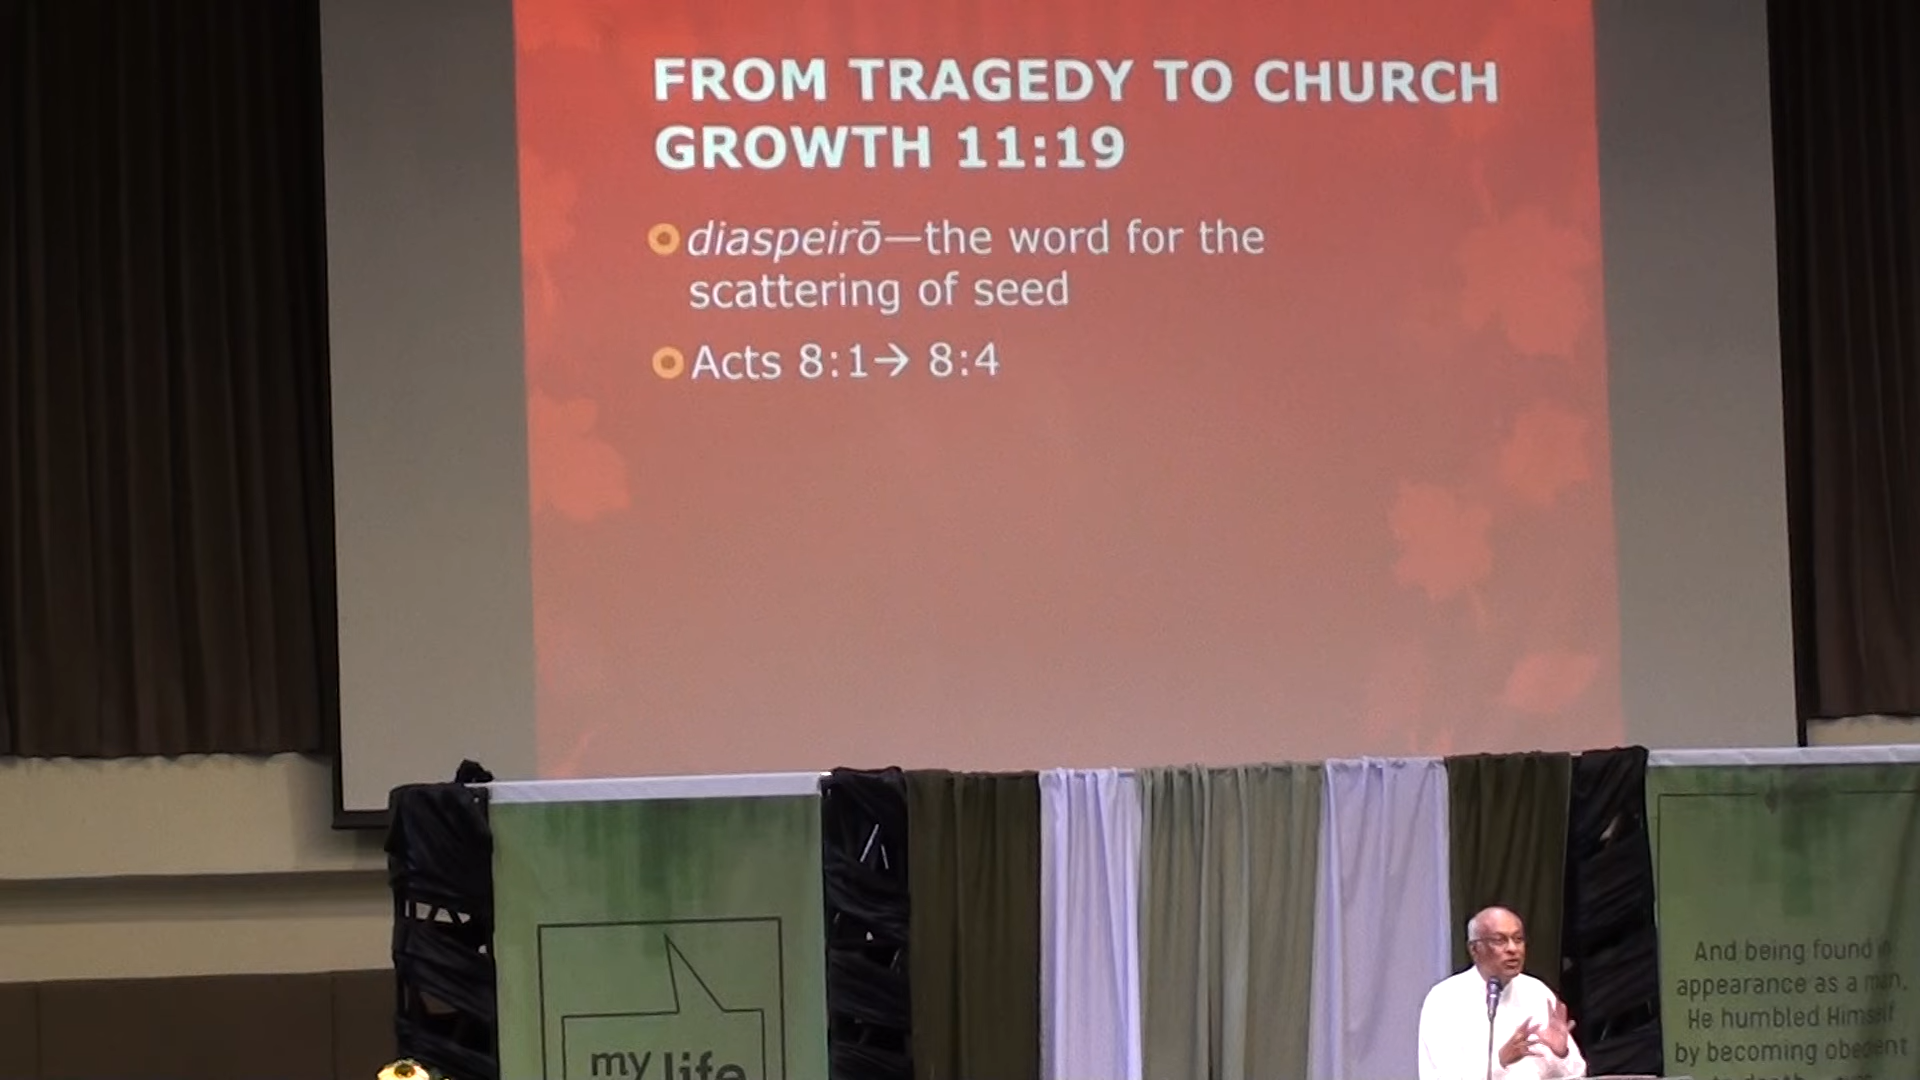 FROM TRAGEDY TO CHURCH
GROWTH 11:19
diaspeirō—the word for the
scattering of seed
Acts 8:1→ 8:4
my life
And being found in
appearance as a man,
He humbled Himself
by becoming obedient